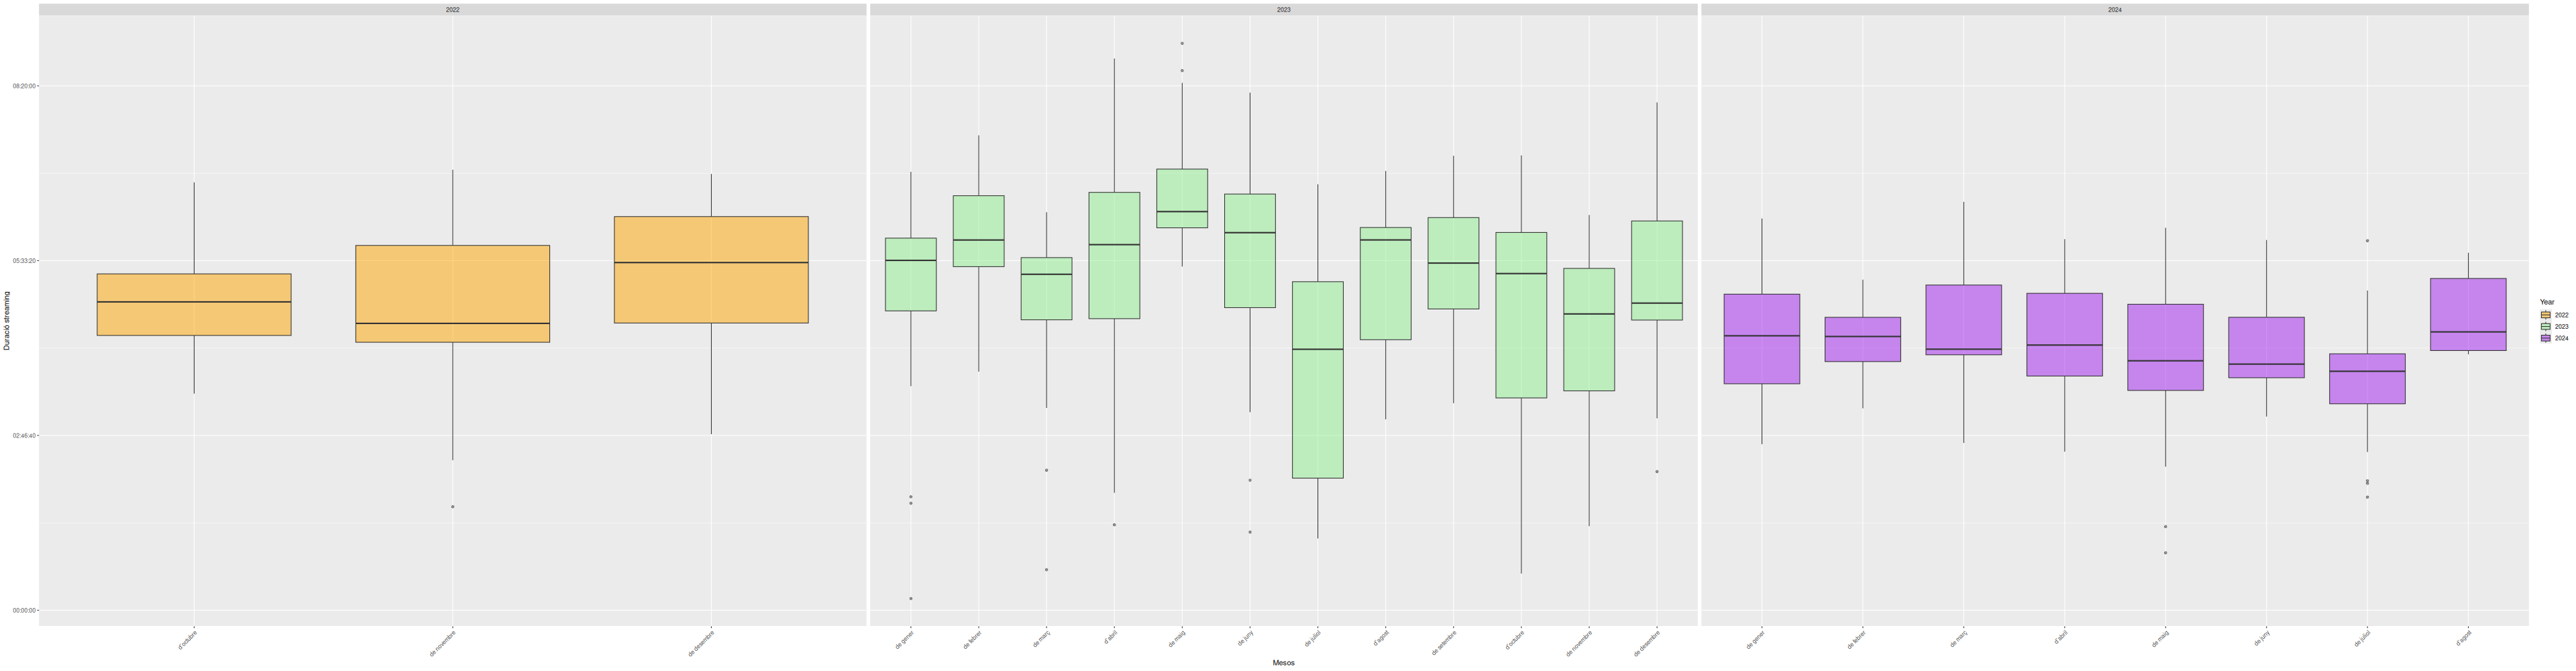 2022
2023
2024
08:20:00
05:33:20
02:46:40
00:00:00
Duració streaming
d'octubre
de novembre
de desembre
de gener
de febrer
de març
d'abril
de maig
de juny
de juliol
d'agost
de setembre
d'octubre
de novembre
de desembre
de gener
de febrer
de març
d'abril
de maig
de juny
de juliol
d'agost
Mesos
Year
2022
2023
2024